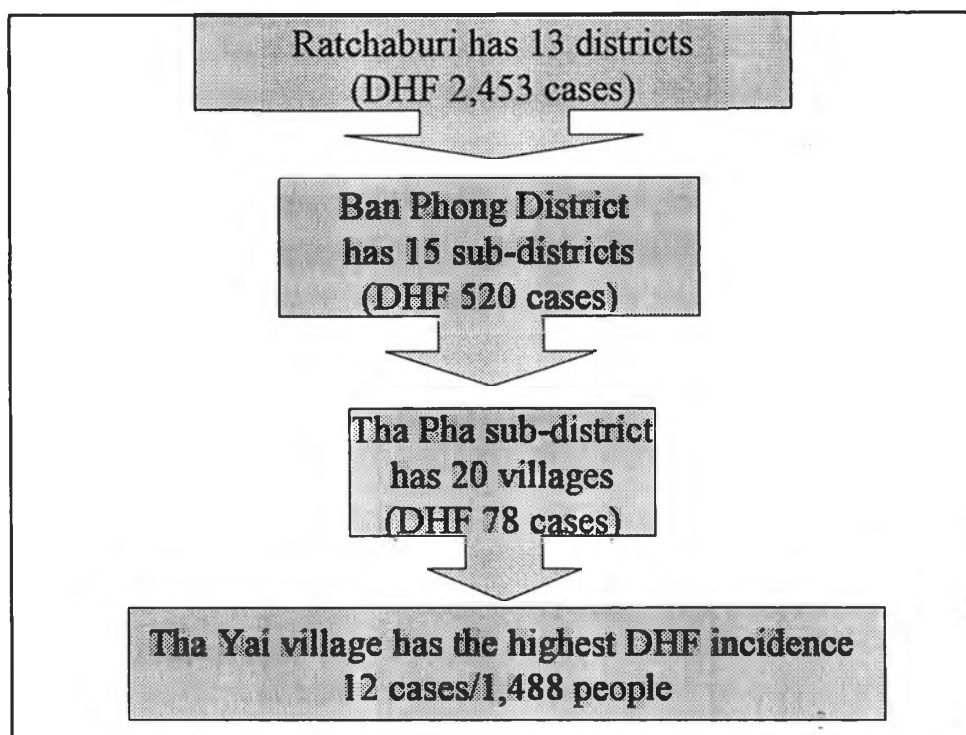 Ratchaburi has 13 districts
(DHF 2,453 cases)
Ban Phong District
has 15 sub-districts
(DHF 520 cases)
Tha Pha sub-district
has 20 villages
(DHF 78 cases)
Tha Yai village has the highest DHF incidence
12 cases/1,488 people